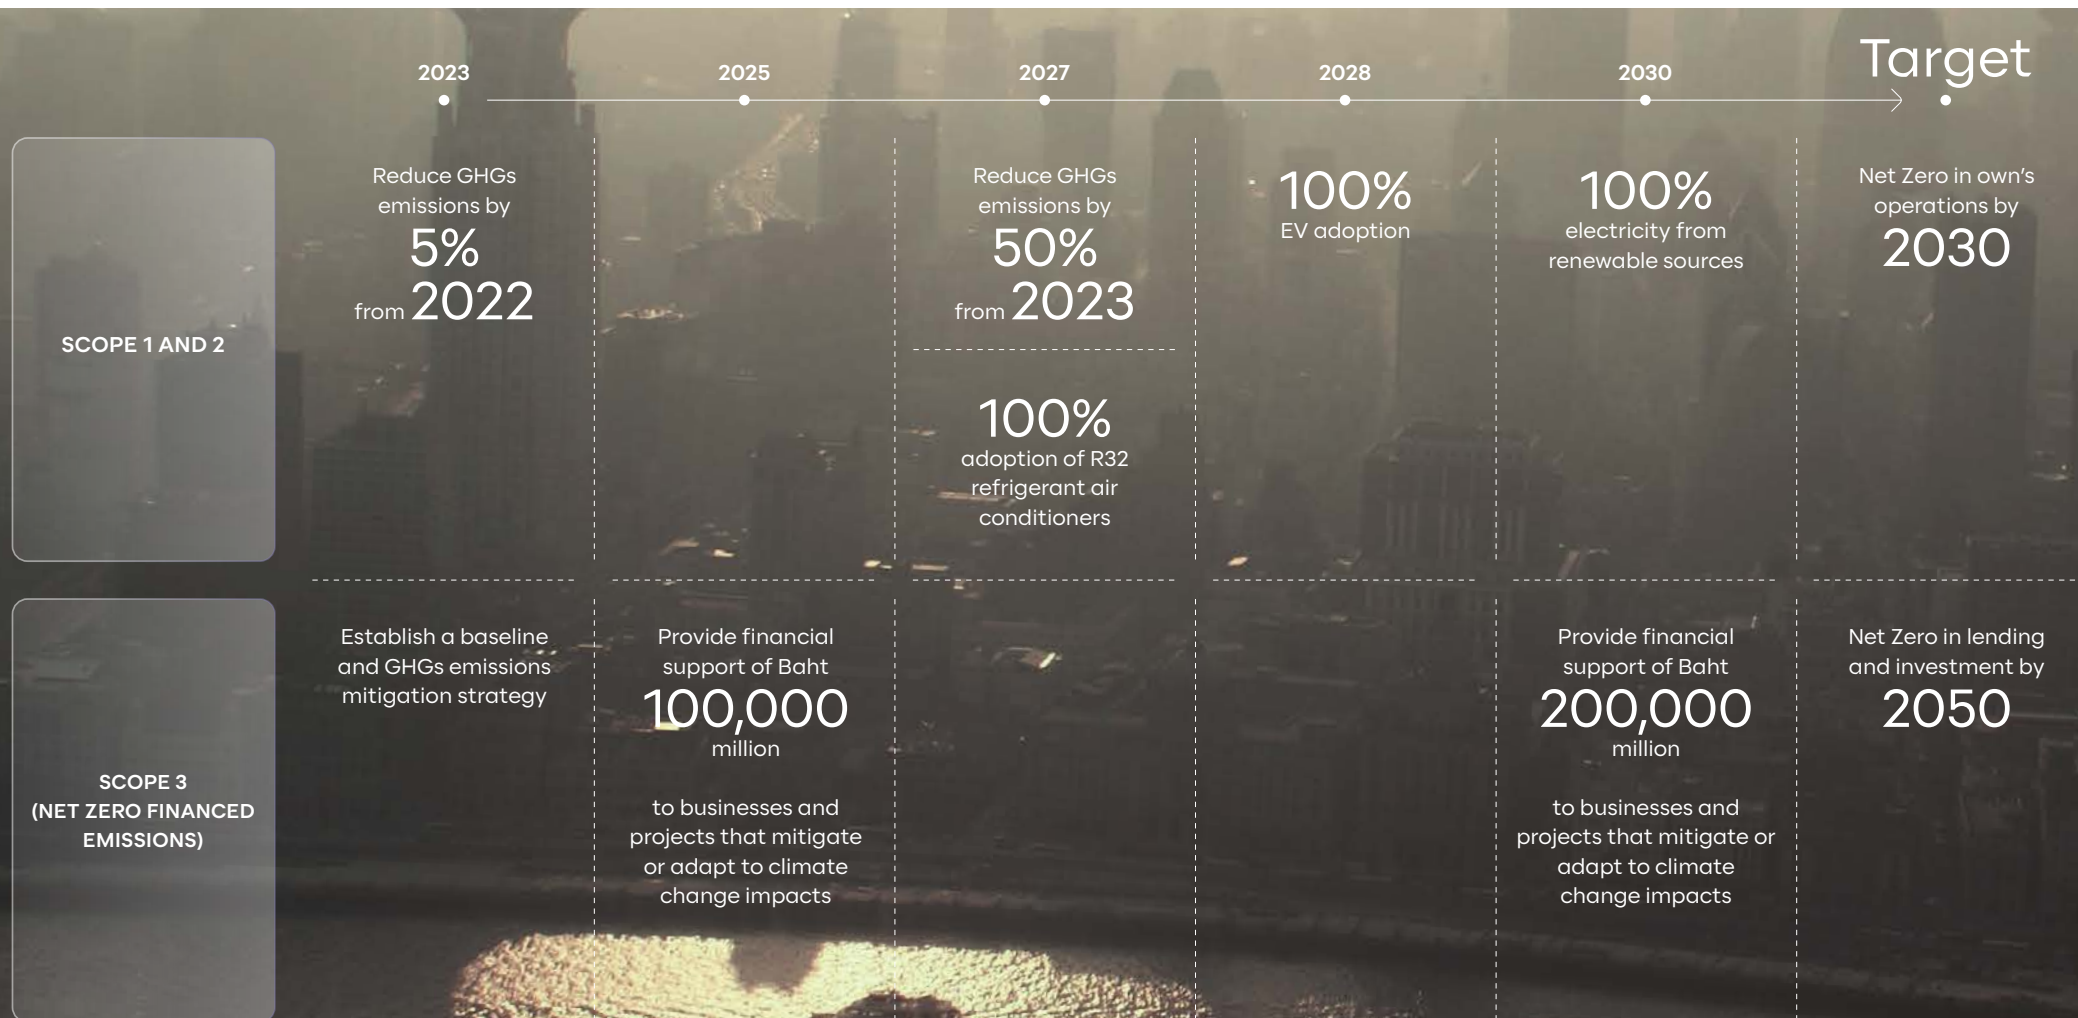 2023
2025
2027
2028
2030
Target
SCOPE 1 AND 2
Reduce GHGs
emissions by
5%
from 2022
Reduce GHGs
emissions by
50%
from 2023
100%
adoption of R32
refrigerant air
conditioners
100%
EV adoption
100%
electricity from
renewable sources
Net Zero in own's
operations by
2030
SCOPE 3
(NET ZERO FINANCED
EMISSIONS)
Establish a baseline
and GHGs emissions
mitigation strategy
Provide financial
support of Baht
100,000
million
to businesses and
projects that mitigate
or adapt to climate
change impacts
Provide financial
support of Baht
200,000
million
to businesses and
projects that mitigate or
adapt to climate
change impacts
Net Zero in lending
and investment by
2050